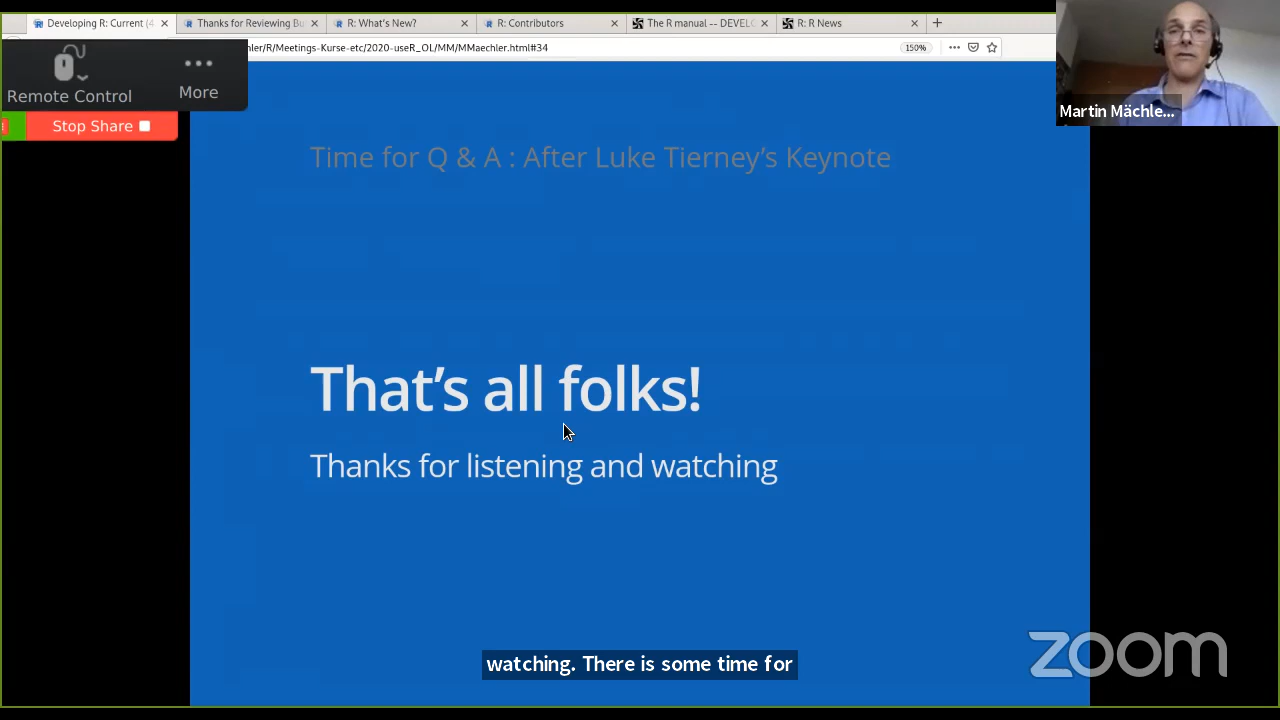 Developing R: Current (4
Thanks for Reviewing Bu
R: What's New?
R: Contributors
The R manual -- DEVELC
R: R News
hler/R/Meetings-Kurse-etc/2020-useR_OL/MM/MMaechler.html#34
150%
Remote Control
More
Stop Share
Martin Mächle...
Time for Q & A : After Luke Tierney's Keynote
That's all folks!
Thanks for listening and watching
watching. There is some time for
zoom